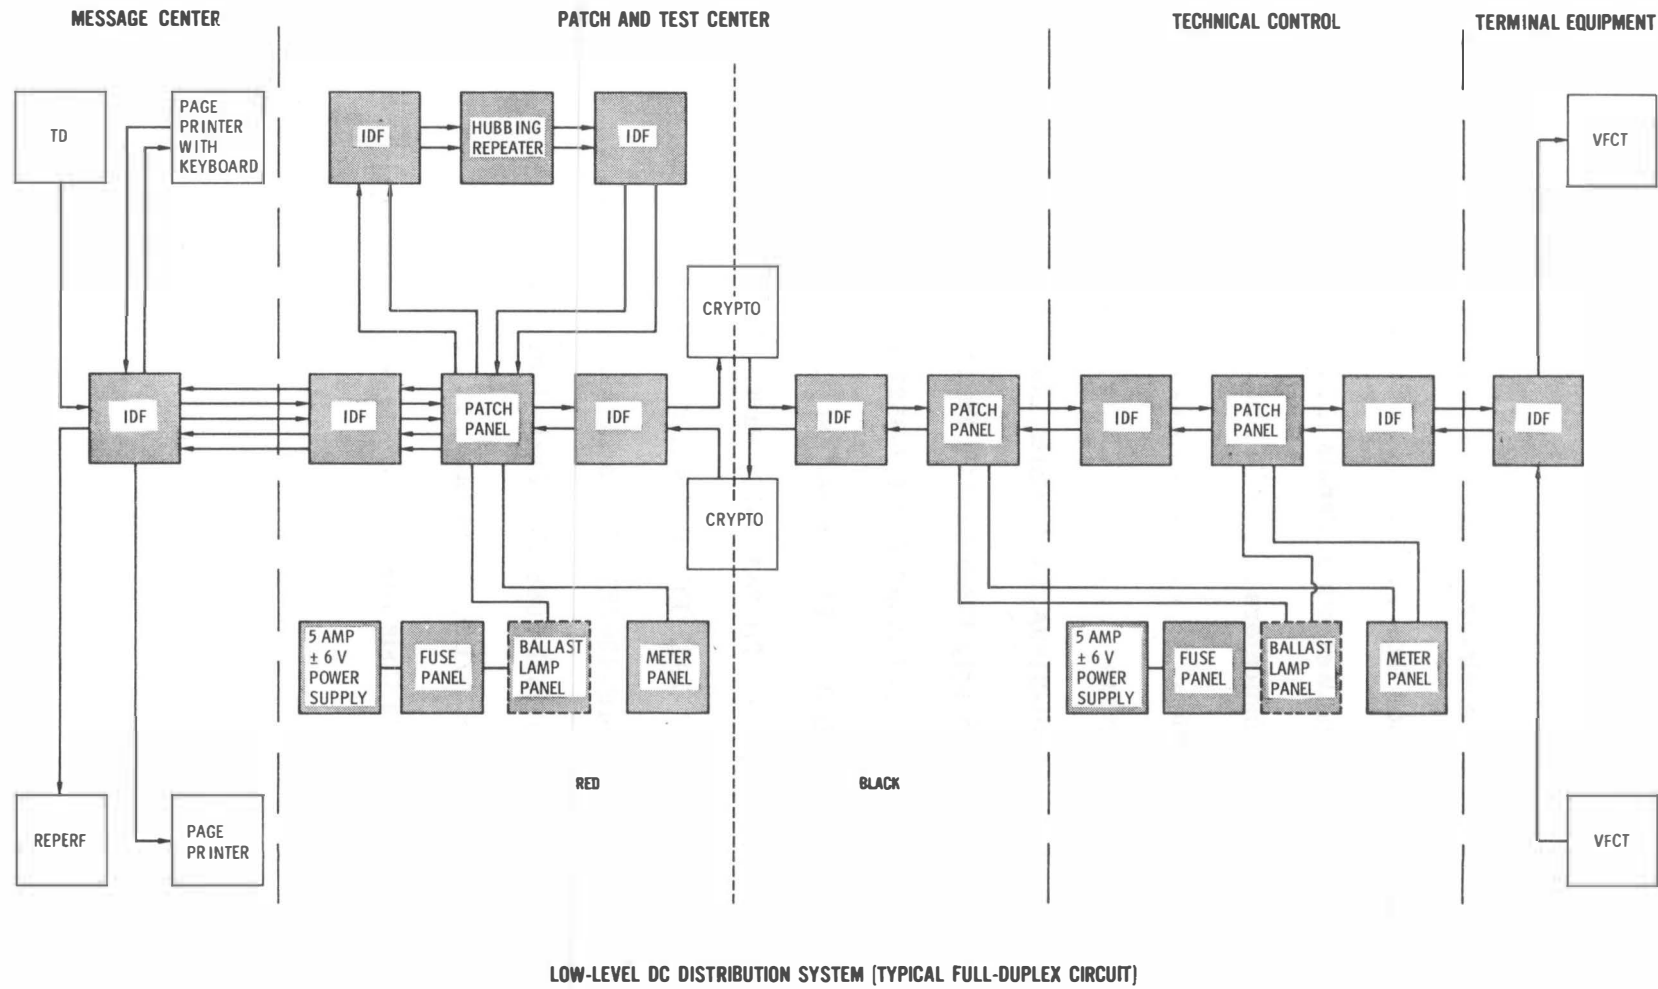 MESSAGE CENTER
PATCH AND TEST CENTER
TECHNICAL CONTROL
TERMINAL EQUIPMENT
TD
PAGE
PRINTER
WITH
KEYBOARD
IDF
HUBBING
REPEATER
IDF
VFCT
CRYPTO
IDF
IDF
PATCH
PANEL
IDF
IDF
PATCH
PANEL
IDF
PATCH
PANEL
IDF
IDF
CRYPTO
5 AMP
± 6 V
POWER
SUPPLY
FUSE
PANEL
BALLAST
LAMP
PANEL
METER
PANEL
5 AMP
± 6 V
POWER
SUPPLY
FUSE
PANEL
BALLAST
LAMP
PANEL
METER
PANEL
RED
BLACK
REPERF
PAGE
PRINTER
VFCT
LOW-LEVEL DC DISTRIBUTION SYSTEM (TYPICAL FULL-DUPLEX CIRCUIT)